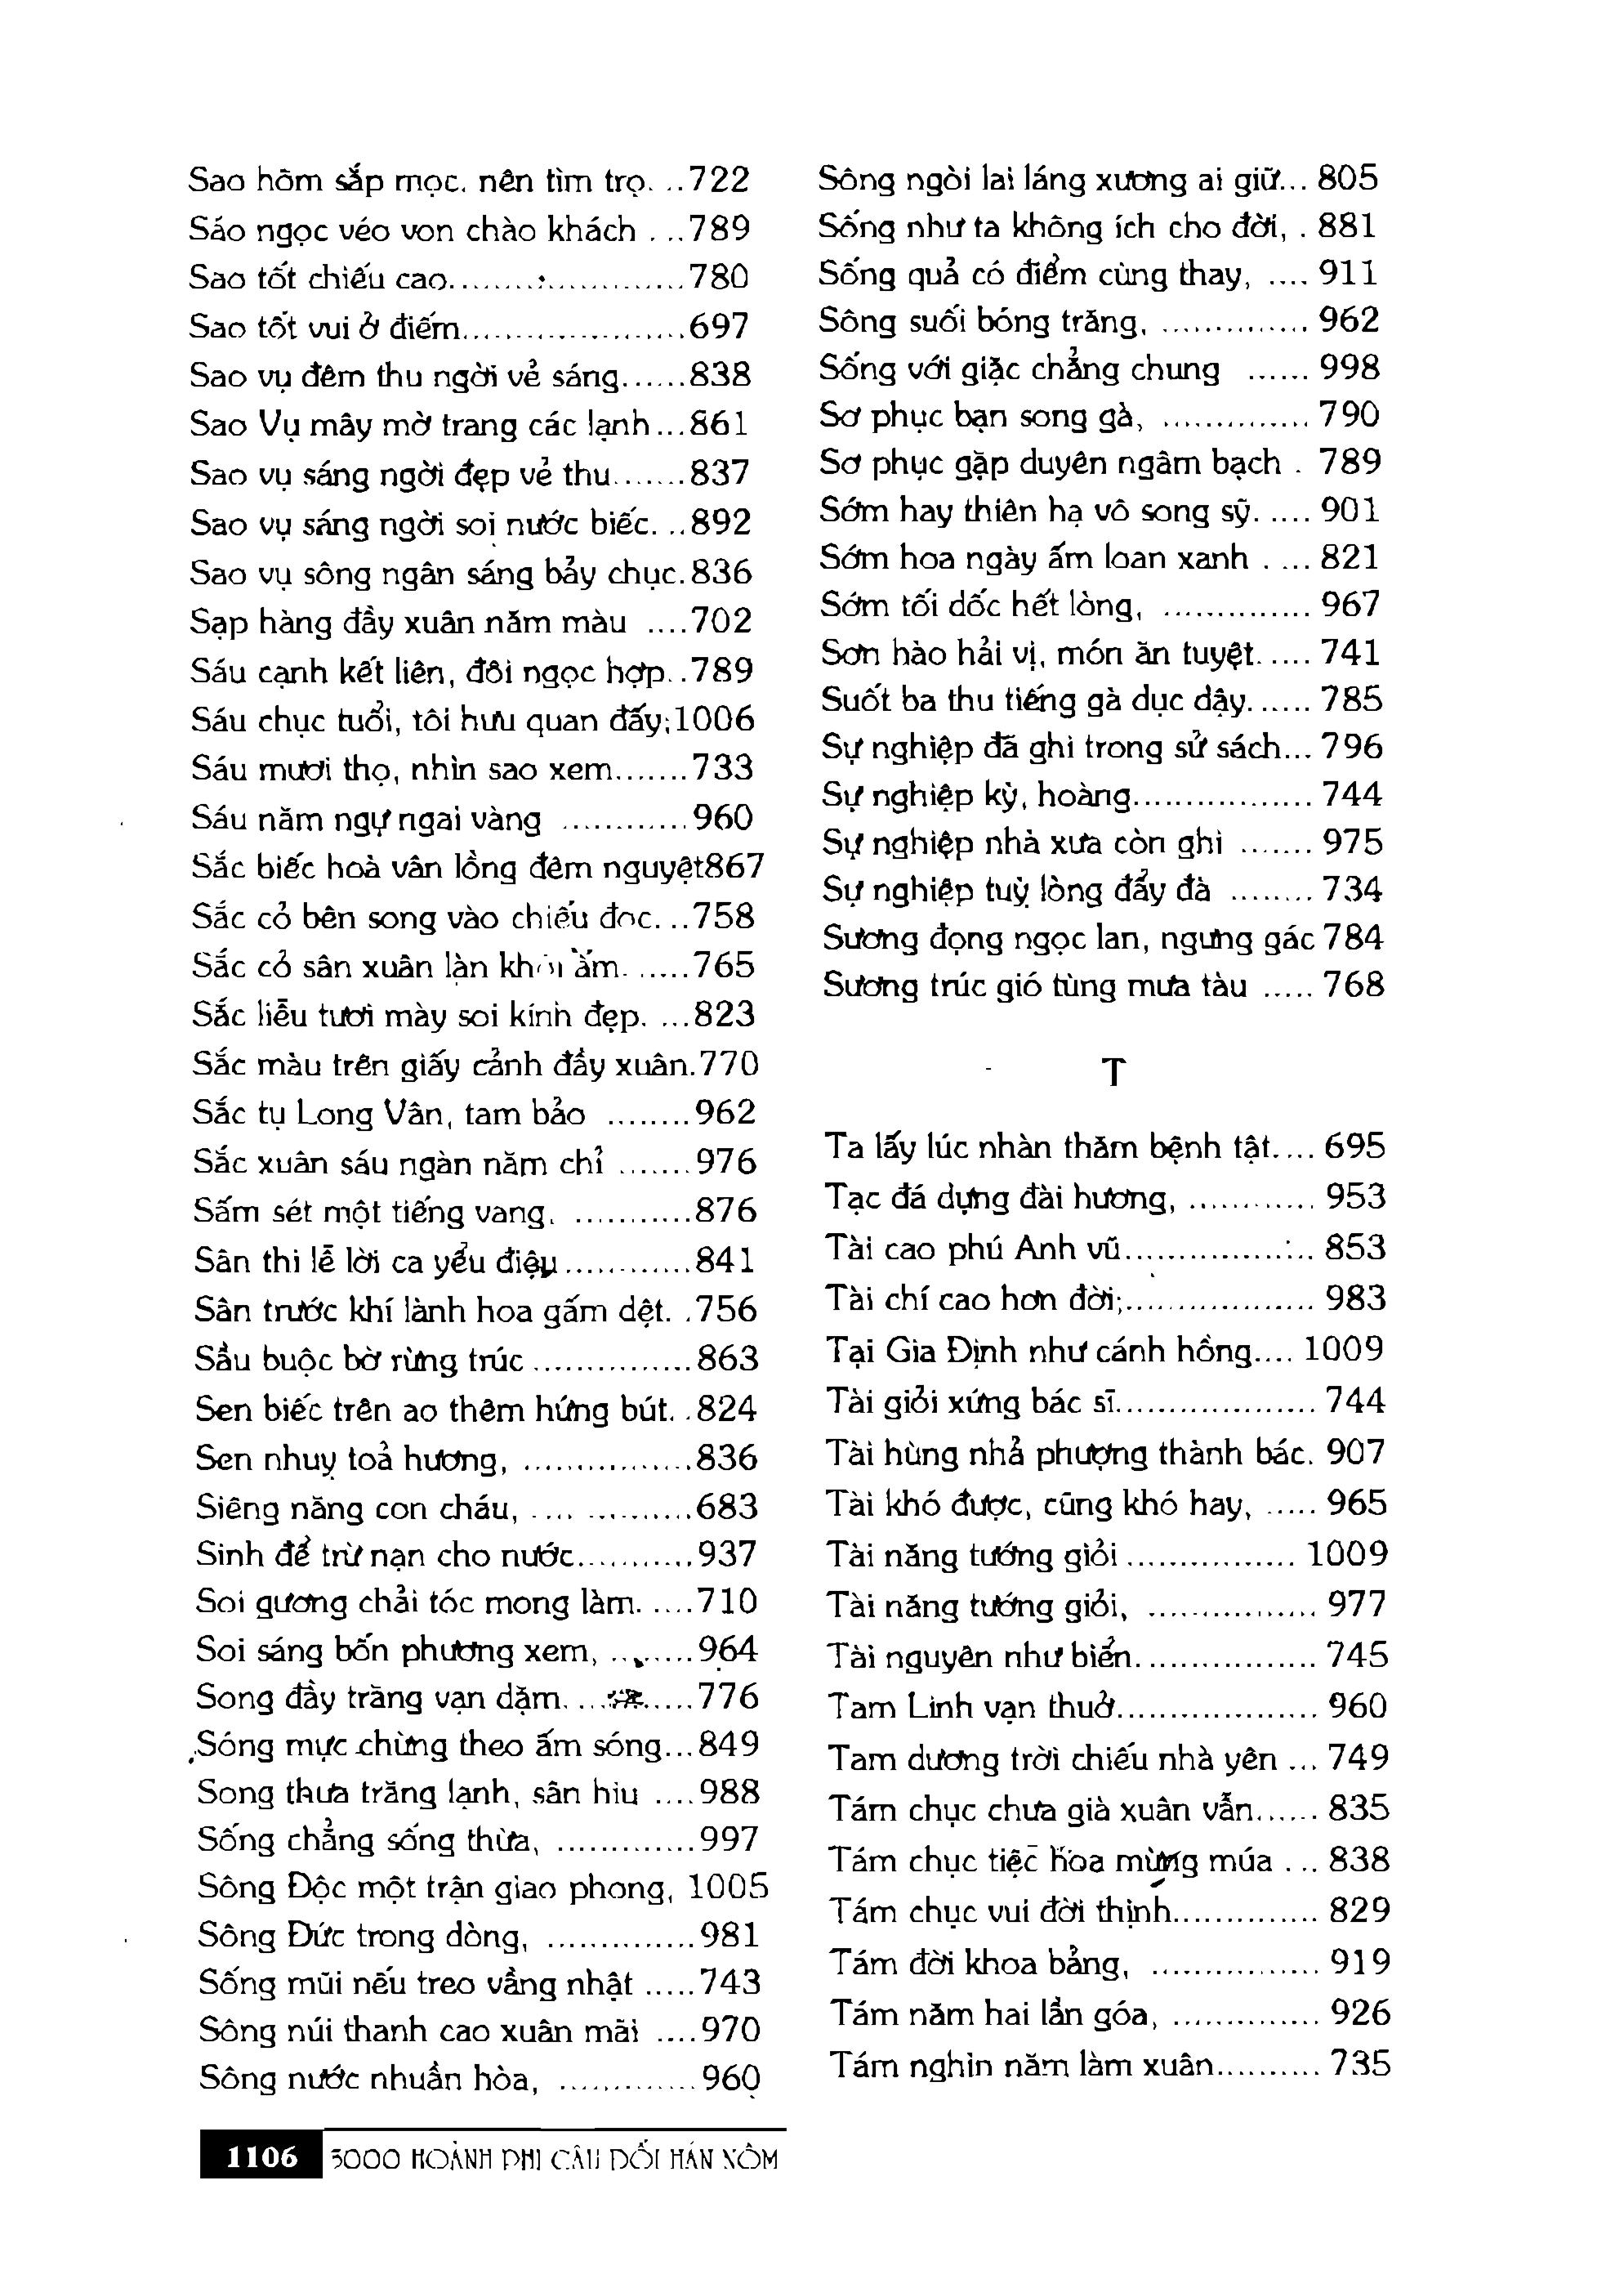 Sao hôm sắp mọc, nên tìm trọ. ..722
Sáo ngọc véo von chào khách . ..789
Sao tốt chiếu cao........................780
Sao tốt vui ở điếm......................697
Sao vụ đêm thu ngời vẻ sáng......838
Sao Vụ mây mờ trang các lạnh...861
Sao vụ sáng ngời đẹp vẻ thu.......837
Sao vụ sáng ngời soi nước biếc. ..892
Sao vụ sông ngân sáng bảy chục.836
Sạp hàng đầy xuân năm màu ....702
Sáu cạnh kết liên, đôi ngọc hợp..789
Sáu chục tuổi, tôi hưu quan đấy;1006
Sáu mươi thọ, nhìn sao xem.......733
Sáu năm ngự ngai vàng ............960
Sắc biếc hoà vân lồng đêm nguyệt867
Sắc cỏ bên song vào chiếu đọc. ..758
Sắc cỏ sân xuân lận khói ấm. .....765
Sắc liễu tươi mày soi kính đẹp. ...823
Sắc màu trên giấy cảnh đầy xuân.770
Sắc tụ Long Vân, tam bảo ........962
Sắc xuân sáu ngàn năm chỉ .......976
Sấm sét một tiếng vang, ...........876
Sân thi lễ lời ca yểu điệu............841
Sân trước khí lành hoa gấm dệt. .756
Sầu buộc bờ rừng trúc ...............863
Sen biếc trên ao thêm hứng bút. .824
Sen nhuỵ toả hương, ................836
Siêng năng con cháu, .... ..........683
Sinh để trừ nạn cho nước...........937
Soi gương chải tóc mong làm. ....710
Soi sáng bốn phương xem, ........964
Song đầy trăng vạn dặm. ..........776
Sóng mực chừng theo ấm sóng...849
Song thưa trăng lạnh, sân hiu ....988
Sống chẳng sống thừa, .............997
Sông Độc một trận giao phong, 1005
Sông Đức trong dòng, ..............981
Sống mũi nếu treo vầng nhật .....743
Sông núi thanh cao xuân mãi ....970
Sông nước nhuần hòa, .............960
Sông ngòi lai láng xương ai giữ... 805
Sống như ta không ích cho đời, . 881
Sống quả có điểm cùng thay, .... 911
Sông suối bóng trăng, .............. 962
Sống với giặc chẳng chung ...... 998
Sơ phục bạn song gà, .............. 790
Sơ phục gặp duyên ngâm bạch . 789
Sớm hay thiên hạ vô song sỹ. .... 901
Sớm hoa ngày ấm loan xanh . ... 821
Sớm tối dốc hết lòng, .............. 967
Sơn hào hải vị, món ăn tuyệt. .... 741
Suốt ba thu tiếng gà dục dậy...... 785
Sự nghiệp đã ghi trong sử sách... 796
Sự nghiệp kỳ, hoàng................. 744
Sự nghiệp nhà xưa còn ghi ....... 975
Sự nghiệp tuỳ lòng đẩy đà ........ 734
Sương đọng ngọc lan, ngưng gác 784
Sương trúc gió tùng mưa tàu ..... 768
T
Ta lấy lúc nhàn thăm bệnh tật.... 695
Tạc đá dựng đài hương, ............ 953
Tài cao phú Anh vũ.................. 853
Tài chí cao hơn đời;.................. 983
Tại Gia Định như cánh hồng.... 1009
Tài giỏi xứng bác sĩ................... 744
Tài hùng nhả phượng thành bác. 907
Tài khó được, cũng khó hay, ..... 965
Tài năng tướng giỏi ................ 1009
Tài năng tướng giỏi, ................ 977
Tài nguyên như biển................. 745
Tam Linh vạn thuở................... 960
Tam dương trời chiếu nhà yên ... 749
Tám chục chưa già xuân vẫn...... 835
Tám chục tiệc hoa mừng múa . .. 838
Tám chục vui đời thịnh.............. 829
Tám đời khoa bảng, ................ 919
Tám năm hai lần góa, .............. 926
Tám nghìn năm làm xuân.......... 735
1106 3000 HOÀNH PHI CÂU ĐỐI HÁN NÔM